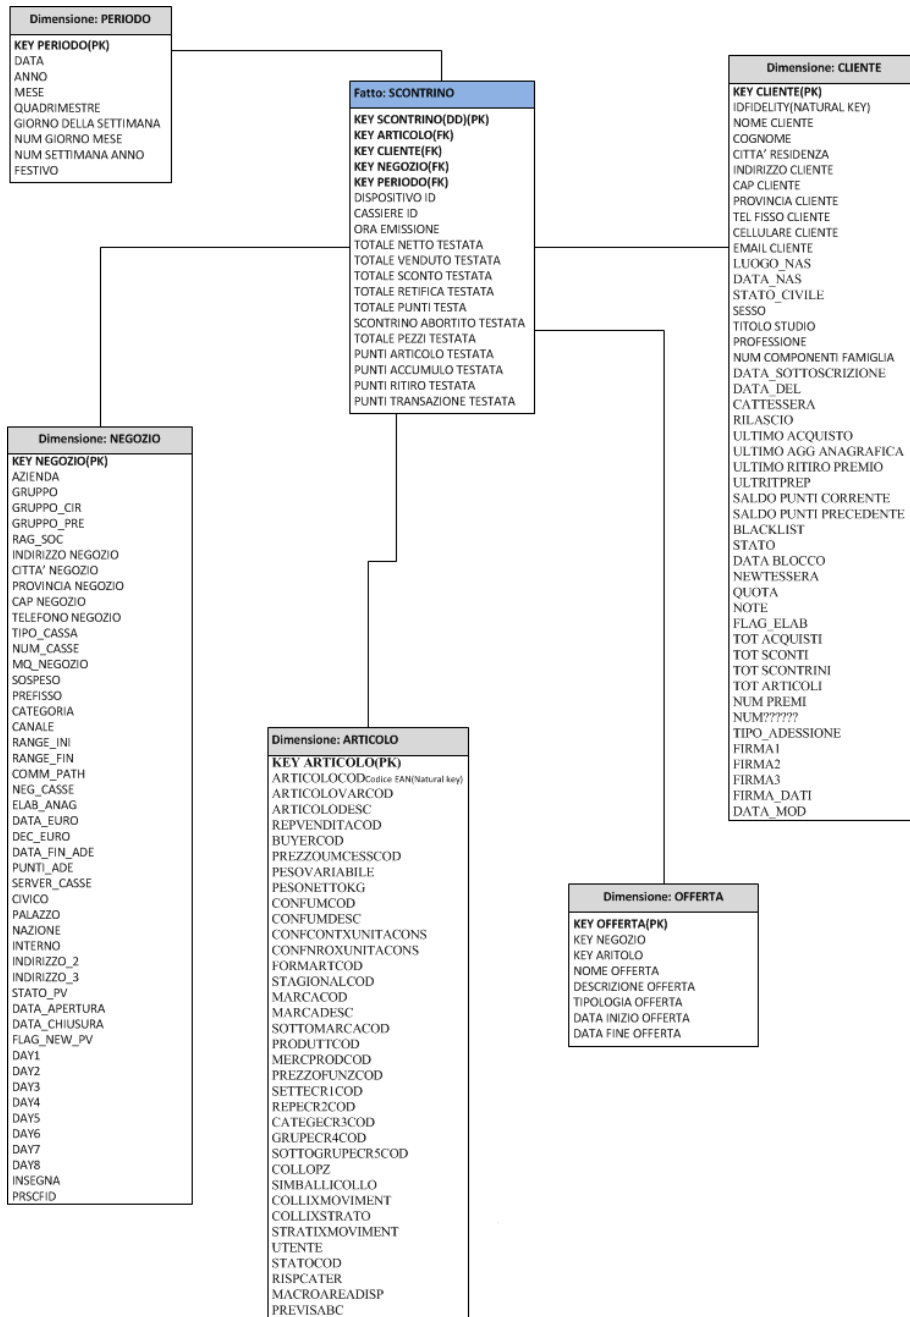 Dimensione: PERIODO
KEY PERIODO(PK)
DATA
ANNO
MESE
QUADRIMESTRE
GIORNO DELLA SETTIMANA
NUM GIORNO MESE
NUM SETTIMANA ANNO
FESTIVO
Fatto: SCONTRINO
KEY SCONTRINO(DD)(PK)
KEY ARTICOLO(FK)
KEY CLIENTE(FK)
KEY NEGOZIO(FK)
KEY PERIODO(FK)
DISPOSITIVO ID
CASSIERE ID
ORA EMISSIONE
TOTALE NETTO TESTATA
TOTALE VENDUTO TESTATA
TOTALE SCONTO TESTATA
TOTALE RETIFICA TESTATA
TOTALE PUNTI TESTA
SCONTRINO ABORTITO TESTATA
TOTALE PEZZI TESTATA
PUNTI ARTICOLO TESTATA
PUNTI ACCUMULO TESTATA
PUNTI RITIRO TESTATA
PUNTI TRANSAZIONE TESTATA
Dimensione: CLIENTE
KEY CLIENTE(PK)
IDFIDELITY(NATURAL KEY)
NOME CLIENTE
COGNOME
CITTA' RESIDENZA
INDIRIZZO CLIENTE
CAP CLIENTE
PROVINCIA CLIENTE
TEL FISSO CLIENTE
CELLULARE CLIENTE
EMAIL CLIENTE
LUOGO_NAS
DATA_NAS
STATO_CIVILE
SESSO
TITOLO STUDIO
PROFESSIONE
NUM COMPONENTI FAMIGLIA
DATA_SOTTOSCRIZIONE
DATA_DEL
CATTESSERA
RILASCIO
ULTIMO ACQUISTO
ULTIMO AGG ANAGRAFICA
ULTIMO RITIRO PREMIO
ULTRITPREP
SALDO PUNTI CORRENTE
SALDO PUNTI PRECEDENTE
BLACKLIST
STATO
DATA BLOCCO
NEWTESSERA
QUOTA
NOTE
FLAG_ELAB
TOT ACQUISTI
TOT SCONTI
TOT SCONTRINI
TOT ARTICOLI
NUM PREMI
NUM??????
TIPO_ADESSIONE
FIRMA1
FIRMA2
FIRMA3
FIRMA_DATI
DATA_MOD
Dimensione: NEGOZIO
KEY NEGOZIO(PK)
AZIENDA
GRUPPO
GRUPPO_CIR
GRUPPO_PRE
RAG_SOC
INDIRIZZO NEGOZIO
CITTA' NEGOZIO
PROVINCIA NEGOZIO
CAP NEGOZIO
TELEFONO NEGOZIO
TIPO_CASSA
NUM_CASSE
MQ_NEGOZIO
SOSPESO
PREFISSO
CATEGORIA
CANALE
RANGE_INI
RANGE_FIN
COMM_PATH
NEG_CASSE
ELAB_ANAG
DATA_EURO
DEC_EURO
DATA_FIN_ADE
PUNTI_ADE
SERVER_CASSE
CIVICO
PALAZZO
NAZIONE
INTERNO
INDIRIZZO_2
INDIRIZZO_3
STATO_PV
DATA_APERTURA
DATA_CHIUSURA
FLAG_NEW_PV
DAY1
DAY2
DAY3
DAY4
DAY5
DAY6
DAY7
DAY8
INSEGNA
PRSCFID
Dimensione: ARTICOLO
KEY ARTICOLO(PK)
ARTICOLOCODCodice EAN(Natural key)
ARTICOLOVARCOD
ARTICOLODESC
REPVENDITACOD
BUYERCOD
PREZZOUMCESSCOD
PESOVARIABILE
PESONETTOKG
CONFUMCOD
CONFUMDESC
CONFCONTXUNITACONS
CONFNROXUNITACONS
FORMARTCOD
STAGIONALCOD
MARCACOD
MARCADESC
SOTTOMARCACOD
PRODUTTCOD
MERCPRODCOD
PREZZOFUNZCOD
SETTECR1COD
REPECR2COD
CATEGECR3COD
GRUPECR4COD
SOTTOGRUPECR5COD
COLLOPZ
SIMBALLICOLLO
COLLIXMOVIMENT
COLLIXSTRATO
STRATIXMOVIMENT
UTENTE
STATOCOD
RISPCATER
MACROAREADISP
PREVISABC
Dimensione: OFFERTA
KEY OFFERTA(PK)
KEY NEGOZIO
KEY ARITOLO
NOME OFFERTA
DESCRIZIONE OFFERTA
TIPOLOGIA OFFERTA
DATA INIZIO OFFERTA
DATA FINE OFFERTA